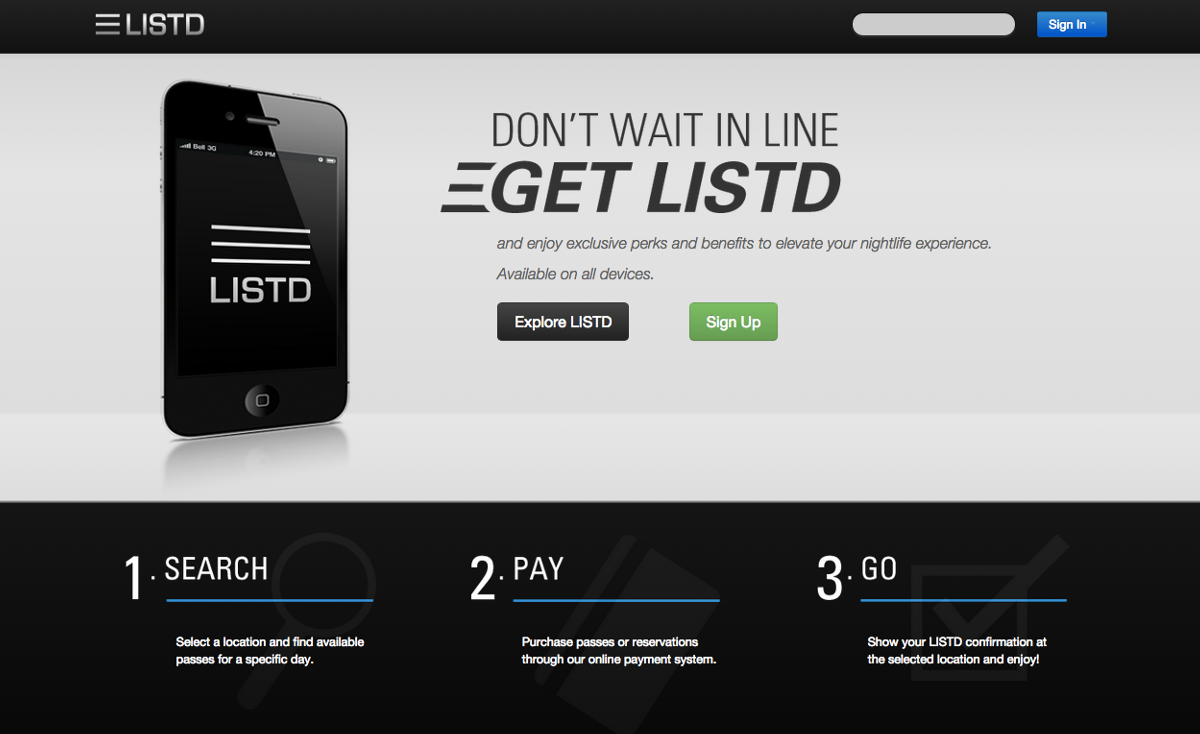 LISTD
Sign In
Bell 3G
4:20 PM
LISTD
DON'T WAIT IN LINE
GET LISTD
and enjoy exclusive perks and benefits to elevate your nightlife experience.
Available on all devices.
Explore LISTD
Sign Up
1. SEARCH
Select a location and find available
passes for a specific day.
2. PAY
Purchase passes or reservations
through our online payment system.
3. GO
Show your LISTD confirmation at
the selected location and enjoy!